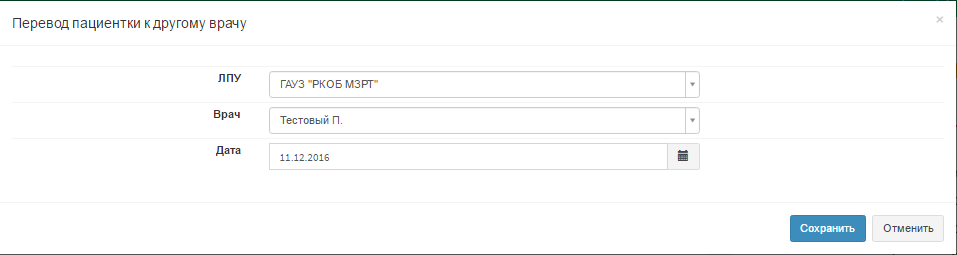 Перевод пациентки к другому врачу ×
ЛПУ ГАУЗ "РКОБ МЗРТ"
Врач Тестовый П.
Дата 11.12.2016
Сохранить Отменить